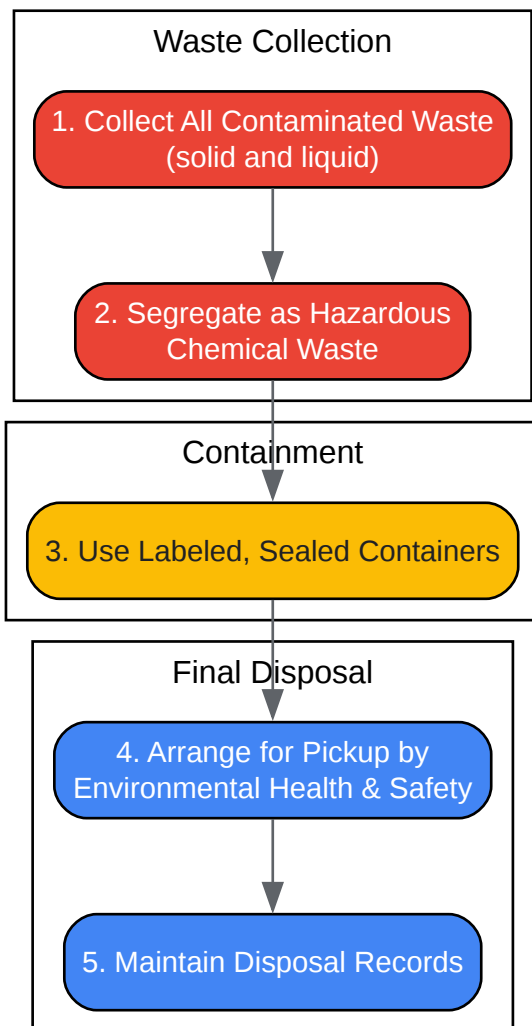 Waste Collection
1. Collect All Contaminated Waste
(solid and liquid)
2. Segregate as Hazardous
Chemical Waste
Containment
3. Use Labeled, Sealed Containers
Final Disposal
4. Arrange for Pickup by
Environmental Health & Safety
5. Maintain Disposal Records